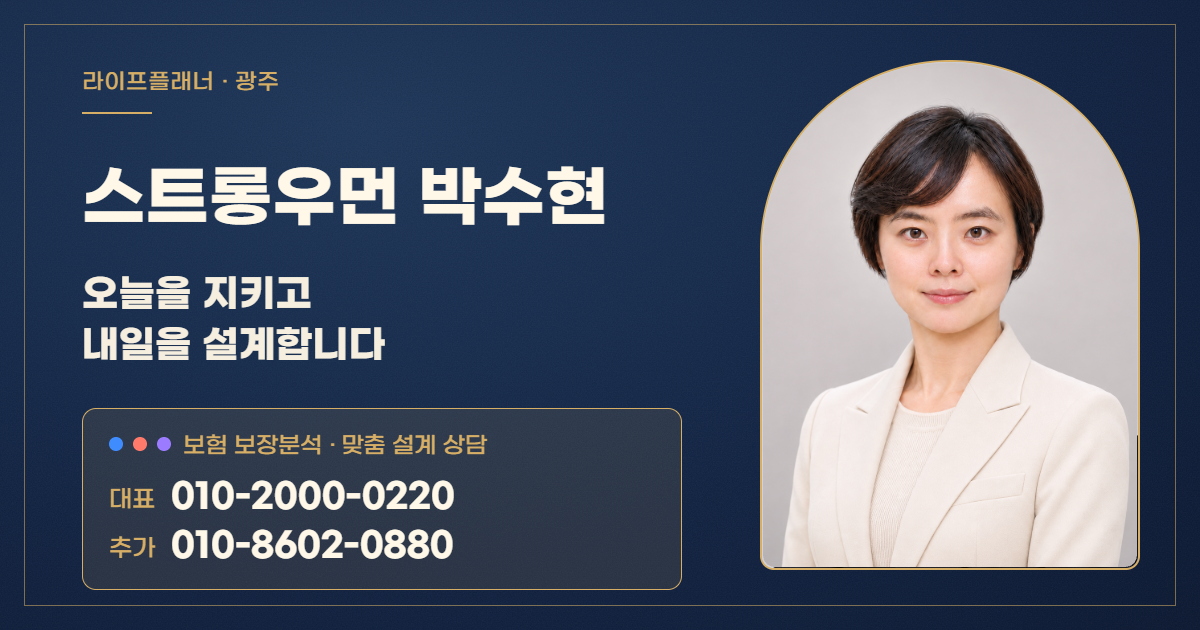 라이프플래너 · 광주
스트롱우먼 박수현
오늘을 지키고
내일을 설계합니다
보험 보장분석 · 맞춤 설계 상담
대표 010-2000-0220
추가 010-8602-0880